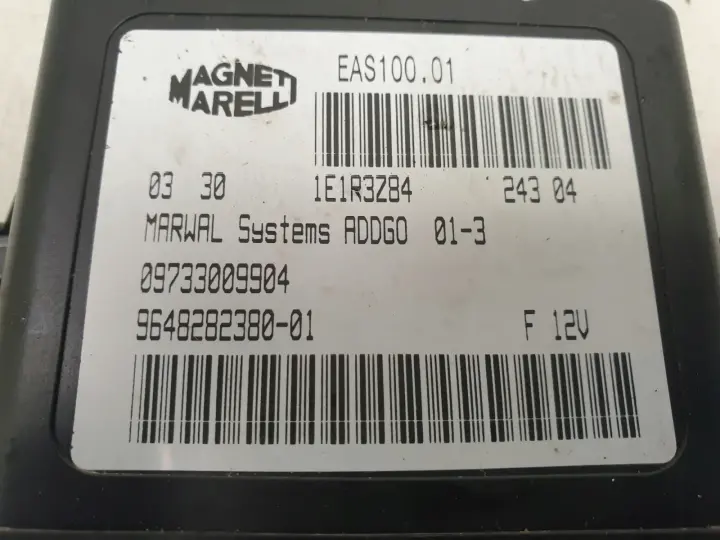 MAGNETI
MARELLI
EAS100.01
03 30 1E1R3Z84 243 04
MARWAL Systems ADDGO 01-3
09733009904
9648282380-01 F 12V